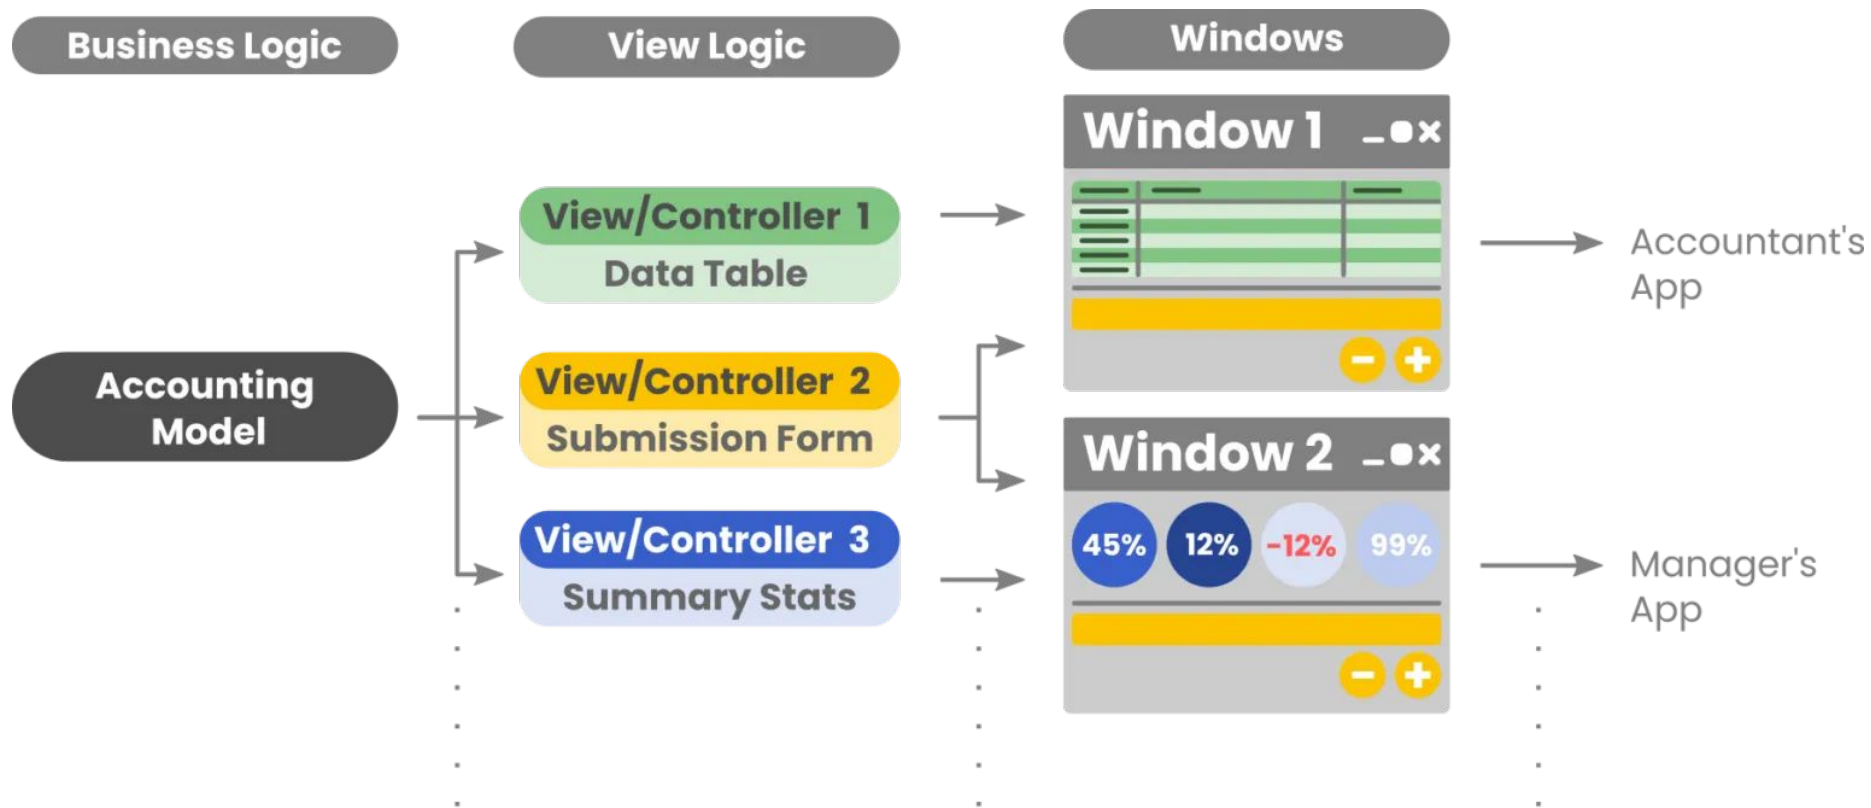 Business Logic
View Logic
Windows
Accounting
Model
View/Controller 1
Data Table
View/Controller 2
Submission Form
View/Controller 3
Summary Stats
Window 1
Window 2
45%
12%
-12%
99%
Accountant's
App
Manager's
App